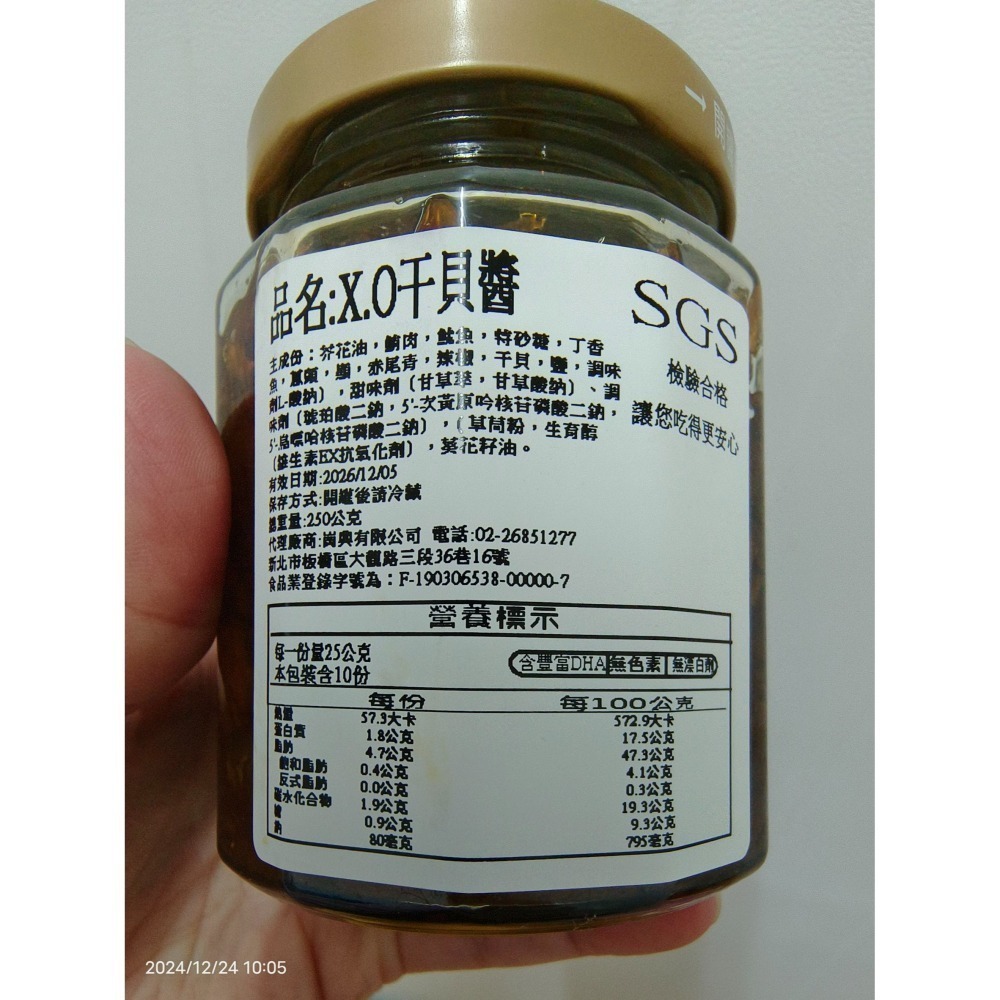 品名:X.O干貝醬
SGS
檢驗合格
讓您吃得更安心
主成份：芥花油，鮪肉，魷魚，特砂糖，丁香
魚，蔥頭，蝦，赤尾青，辣椒，干貝，鹽，調味
劑L-酸鈉〕，甜味劑〔甘草萃，甘草酸鈉〕、調
味劑〔琥珀酸二鈉，5'-次黃原呤核苷磷酸二鈉，
5'-鳥嘌呤核苷磷酸二鈉〕，草茴粉，生育醇
〔維生素EX抗氧化劑〕，葵花籽油。
有效日期:2026/12/05
保存方式:開罐後請冷藏
總重量:250公克
代理廠商:崗興有限公司 電話:02-26851277
新北市板橋區大觀路三段36巷16號
食品業登錄字號為：F-190306538-00000-7
營養標示
每一份量25公克
本包裝含10份
含豐富DHA 無色素 無漂白劑
每份 每100公克
熱量 57.3大卡 572.9大卡
蛋白質 1.8公克 17.5公克
脂肪 4.7公克 47.3公克
飽和脂肪 0.4公克 4.1公克
反式脂肪 0.0公克 0.3公克
碳水化合物 1.9公克 19.3公克
糖 0.9公克 9.3公克
鈉 80毫克 795毫克
2024/12/24 10:05